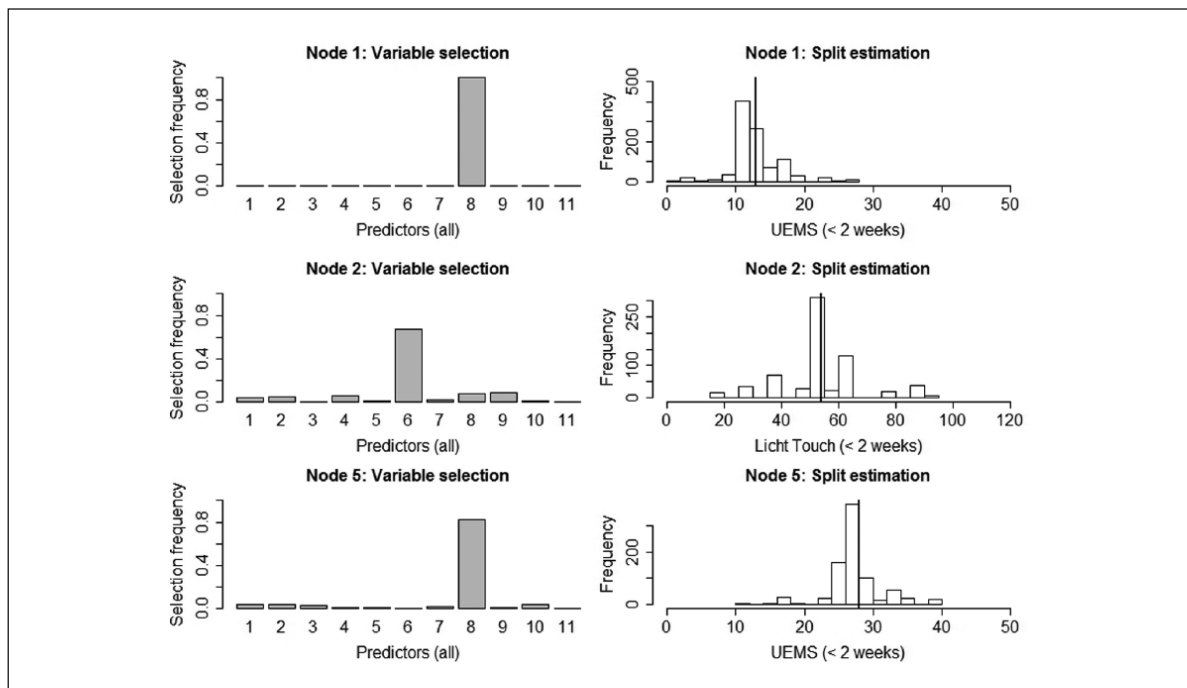 Node 1: Variable selection
Selection frequency
0.0 0.4 0.8
1 2 3 4 5 6 7 8 9 10 11
Predictors (all)
Node 1: Split estimation
Frequency
0 200 500
0 10 20 30 40 50
UEMS (< 2 weeks)
Node 2: Variable selection
Selection frequency
0.0 0.4 0.8
1 2 3 4 5 6 7 8 9 10 11
Predictors (all)
Node 2: Split estimation
Frequency
0 100 250
0 20 40 60 80 100 120
Licht Touch (< 2 weeks)
Node 5: Variable selection
Selection frequency
0.0 0.4 0.8
1 2 3 4 5 6 7 8 9 10 11
Predictors (all)
Node 5: Split estimation
Frequency
0 200
0 10 20 30 40 50
UEMS (< 2 weeks)